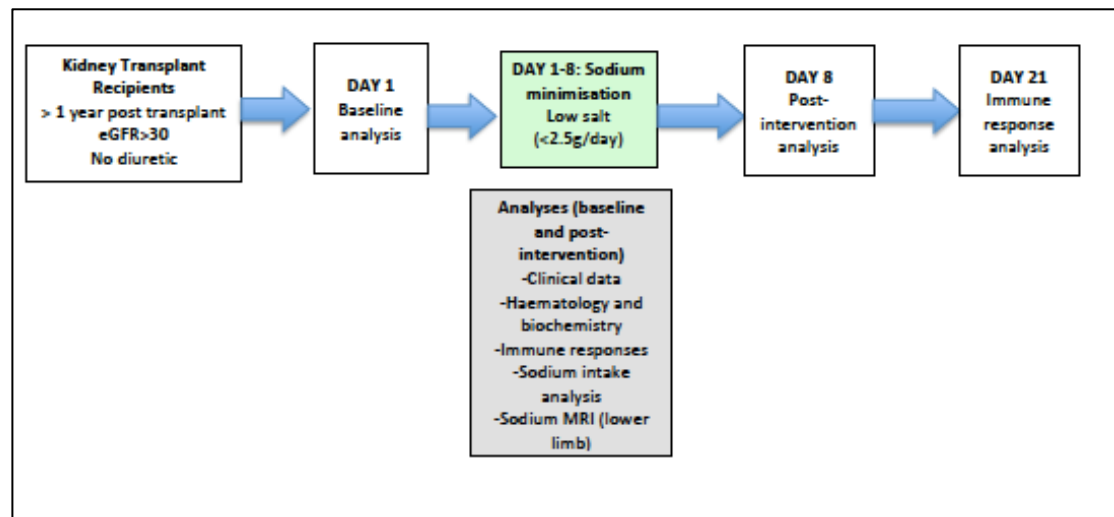 Kidney Transplant
Recipients
> 1 year post transplant
eGFR>30
No diuretic
DAY 1
Baseline
analysis
DAY 1-8: Sodium
minimisation
Low salt
(<2.5g/day)
DAY 8
Post-
intervention
analysis
DAY 21
Immune
response
analysis
Analyses (baseline
and post-
intervention)
-Clinical data
-Haematology and
biochemistry
-Immune responses
-Sodium intake
analysis
-Sodium MRI (lower
limb)